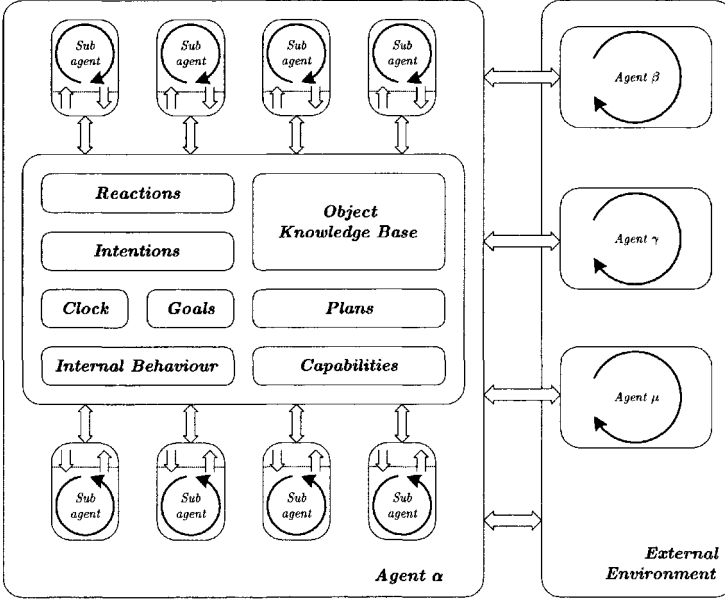 Sub
agent
Sub
agent
Sub
agent
Sub
agent
Agent β
Reactions
Object
Knowledge Base
Intentions
Agent γ
Clock
Goals
Plans
Internal Behaviour
Capabilities
Agent μ
Sub
agent
Sub
agent
Sub
agent
Sub
agent
Agent α
External
Environment